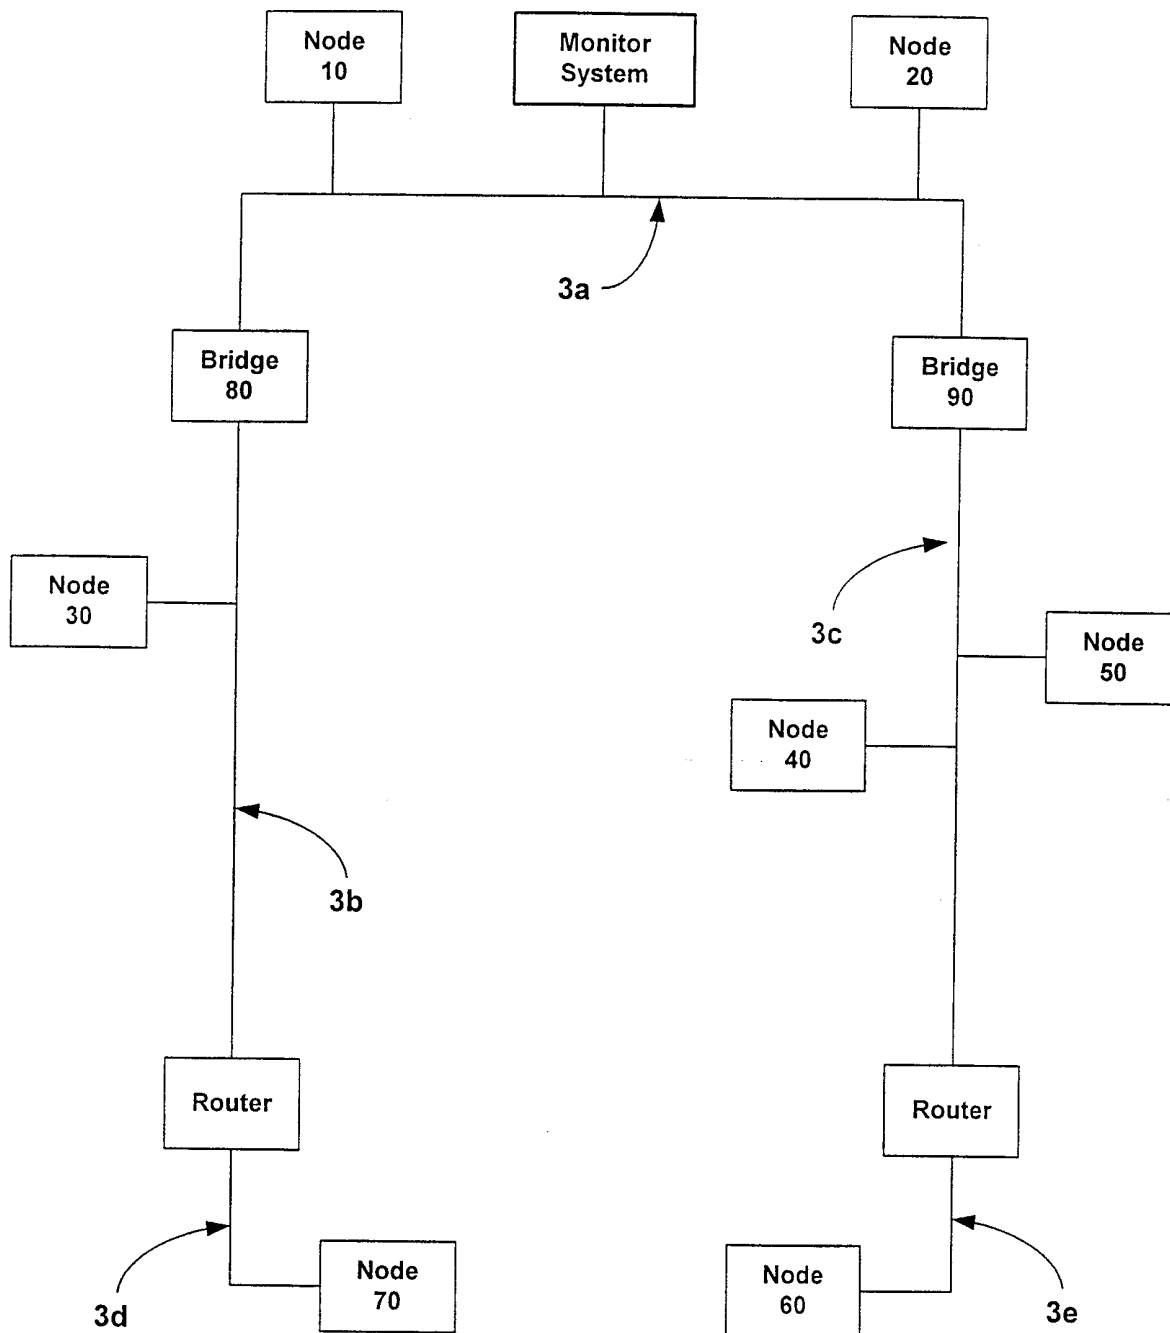 Node
10
Monitor
System
Node
20
3a
Bridge
80
Bridge
90
Node
30
3c
Node
50
Node
40
3b
Router
Router
Node
70
Node
60
3d
3e